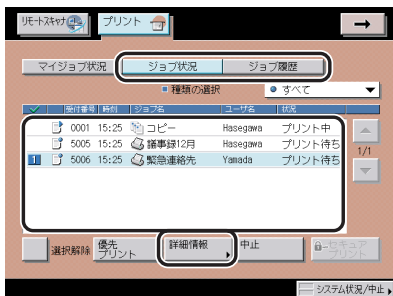 リモートスキャナ プリント
→
マイジョブ状況 ジョブ状況 ジョブ履歴
■ 種類の選択 ● すべて ▼
受付番号 時刻 ジョブ名 ユーザ名 状況
0001 15:25 コピー Hasegawa プリント中
5005 15:25 議事録12月 Hasegawa プリント待ち
1 5006 15:25 緊急連絡先 Yamada プリント待ち
1/1
選択解除 優先プリント 詳細情報 中止 セキュアプリント
システム状況/中止